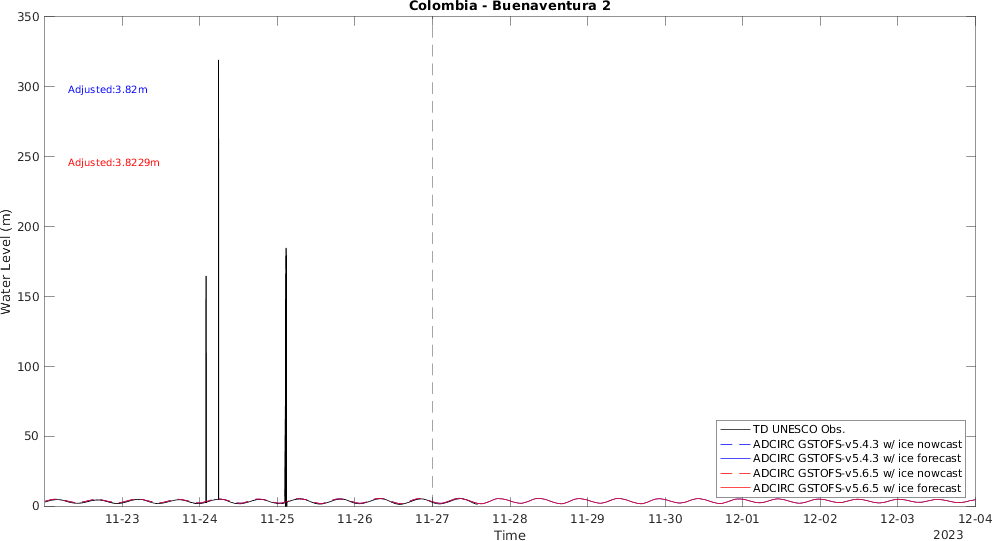 Colombia - Buenaventura 2
350
300
250
200
150
100
50
0
Water Level (m)
Adjusted:3.82m
Adjusted:3.8229m
TD UNESCO Obs.
ADCIRC GSTOFS-v5.4.3 w/ ice nowcast
ADCIRC GSTOFS-v5.4.3 w/ ice forecast
ADCIRC GSTOFS-v5.6.5 w/ ice nowcast
ADCIRC GSTOFS-v5.6.5 w/ ice forecast
11-23 11-24 11-25 11-26 11-27 11-28 11-29 11-30 12-01 12-02 12-03 12-04
Time
2023